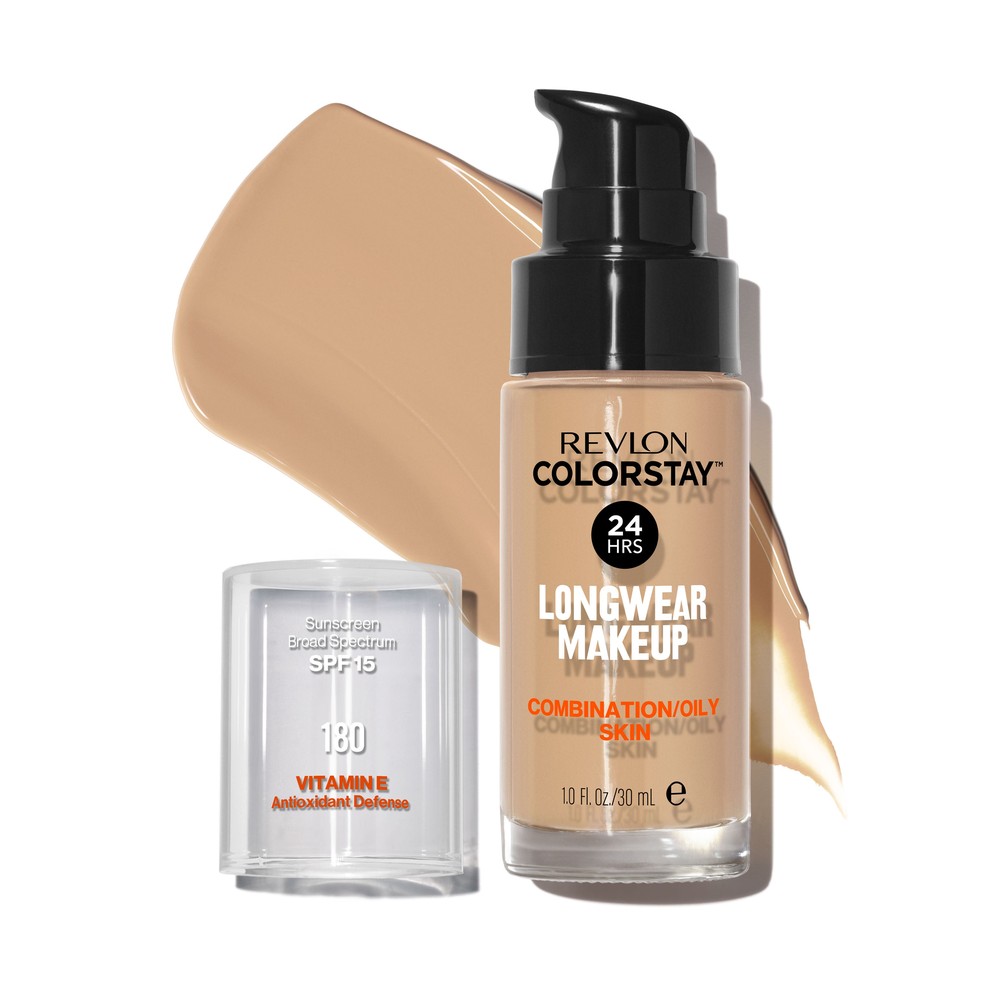 REVLON
COLORSTAY™
24
HRS
LONGWEAR
MAKEUP
COMBINATION/OILY
SKIN
1.0 Fl. Oz./30 mL ℮
Sunscreen
Broad Spectrum
SPF 15
180
VITAMIN E
Antioxidant Defense